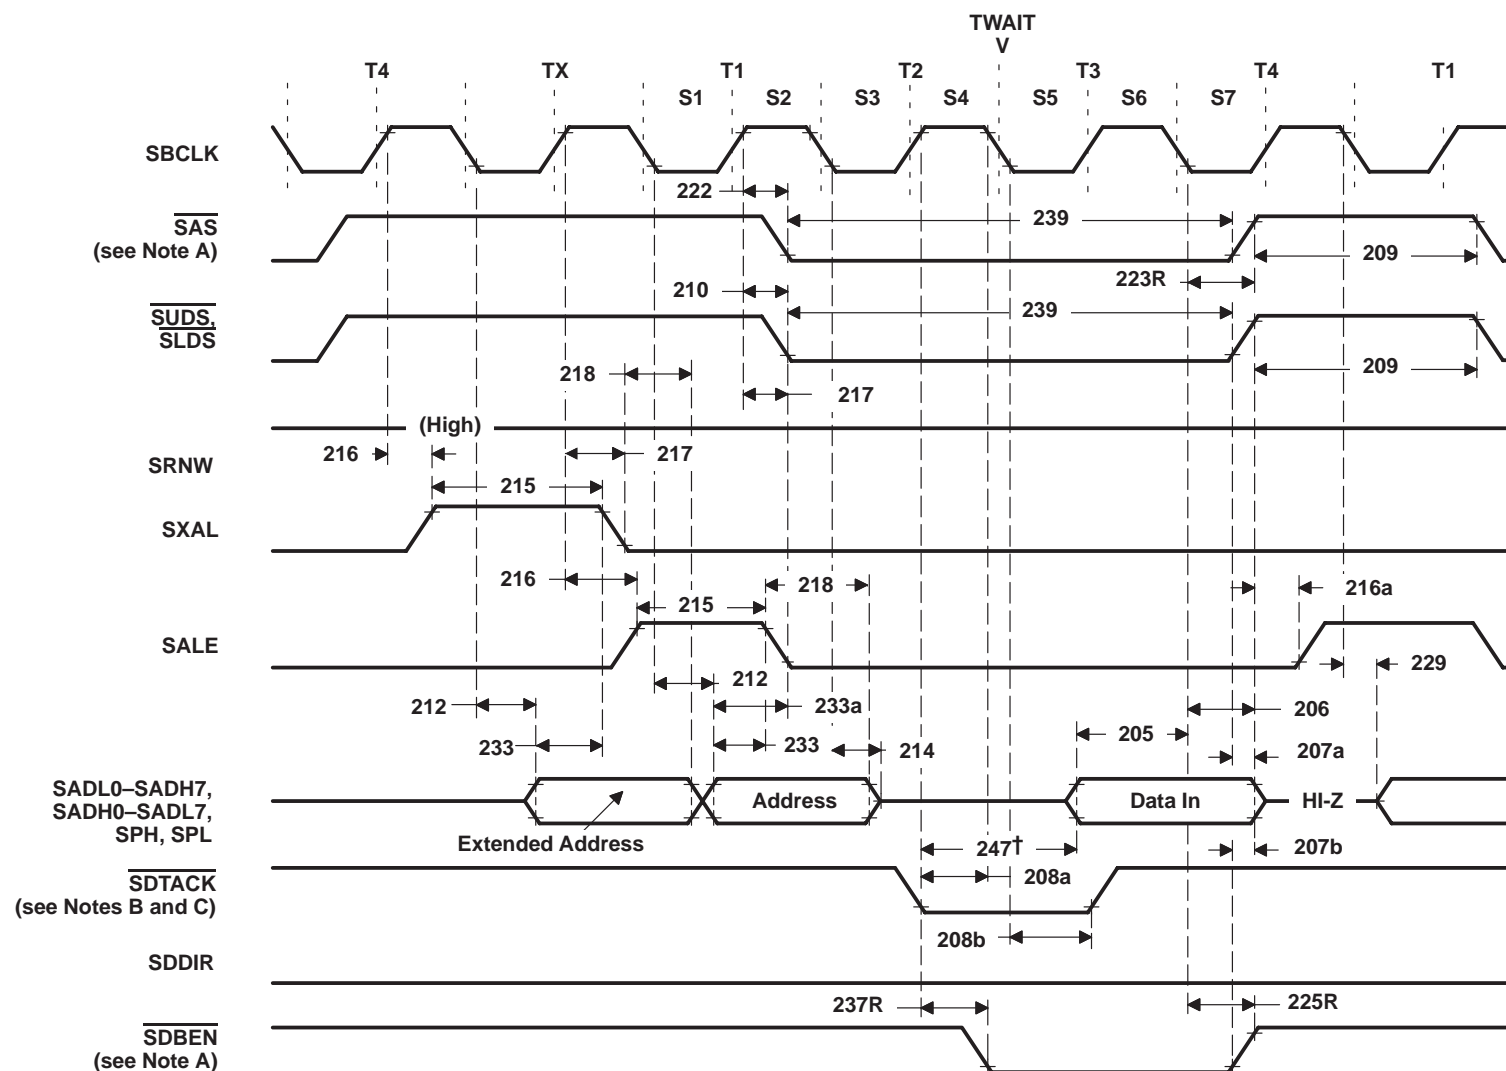 TWAIT
V
T4 TX T1 T2 T3 T4 T1
S1 S2 S3 S4 S5 S6 S7
SBCLK
222
SAS
(see Note A)
239
209
223R
210
SUDS,
SLDS
239
209
218
217
(High)
216
217
SRNW
215
SXAL
216
218
216a
215
SALE
229
212
212
233a
206
233
233
214
205
207a
SADL0–SADH7,
SADH0–SADL7,
SPH, SPL
Address
Data In
HI-Z
Extended Address
247†
207b
SDTACK
(see Notes B and C)
208a
208b
SDDIR
237R
225R
SDBEN
(see Note A)